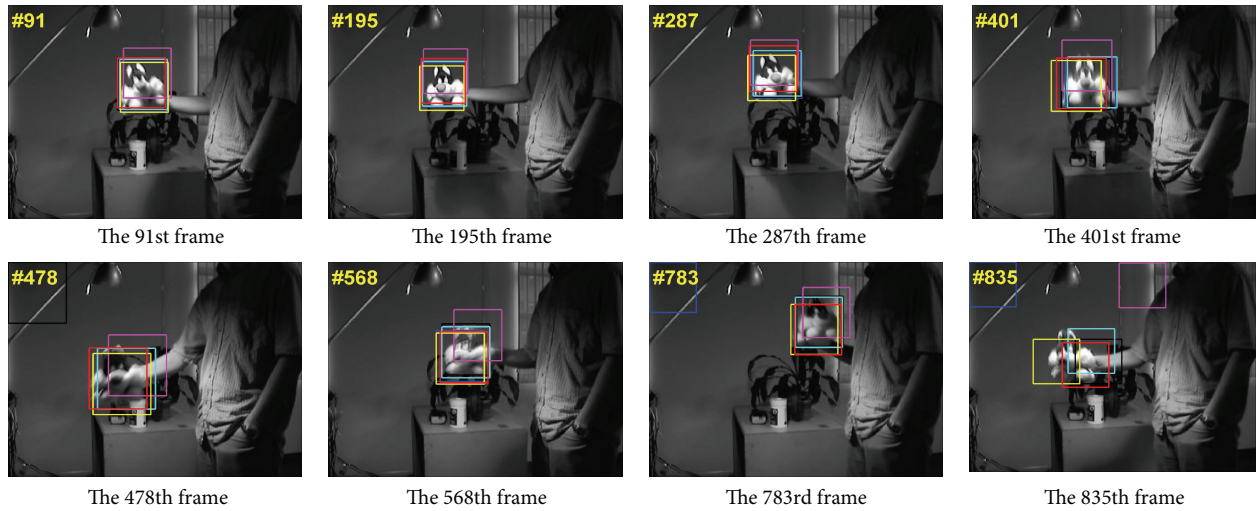 #91
#195
#287
#401
The 91st frame
The 195th frame
The 287th frame
The 401st frame
#478
#568
#783
#835
The 478th frame
The 568th frame
The 783rd frame
The 835th frame